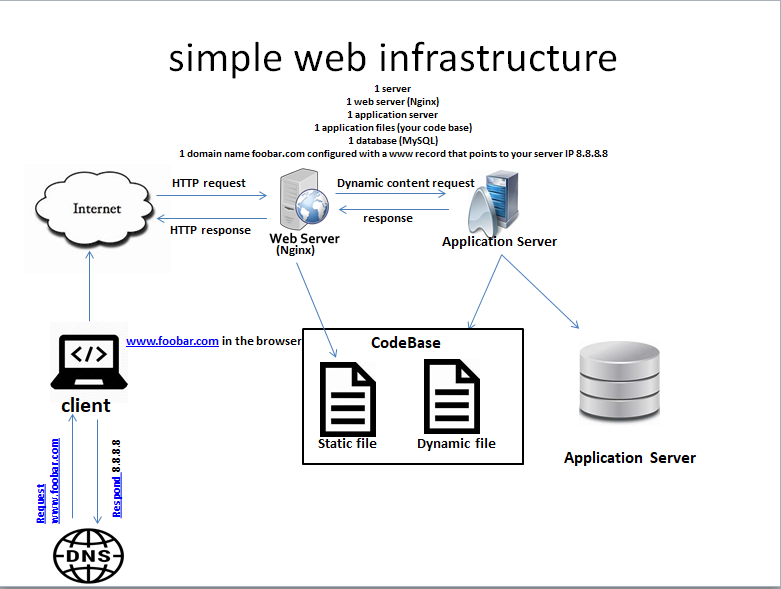 simple web infrastructure
1 server
1 web server (Nginx)
1 application server
1 application files (your code base)
1 database (MySQL)
1 domain name foobar.com configured with a www record that points to your server IP 8.8.8.8
Internet
HTTP request
HTTP response
Web Server
(Nginx)
Dynamic content request
response
Application Server
www.foobar.com in the browser
</>
client
CodeBase
Static file
Dynamic file
Application Server
Request
www.foobar.com
Respond 8.8.8.8
DNS